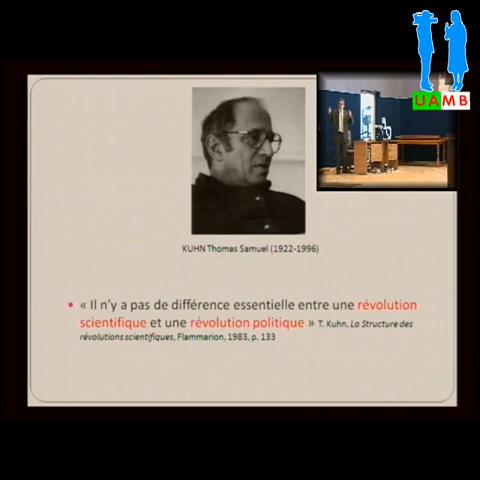 UAMB
KUHN Thomas Samuel (1922-1996)
• « Il n'y a pas de différence essentielle entre une révolution
scientifique et une révolution politique » T. Kuhn, La Structure des
révolutions scientifiques, Flammarion, 1983, p. 133